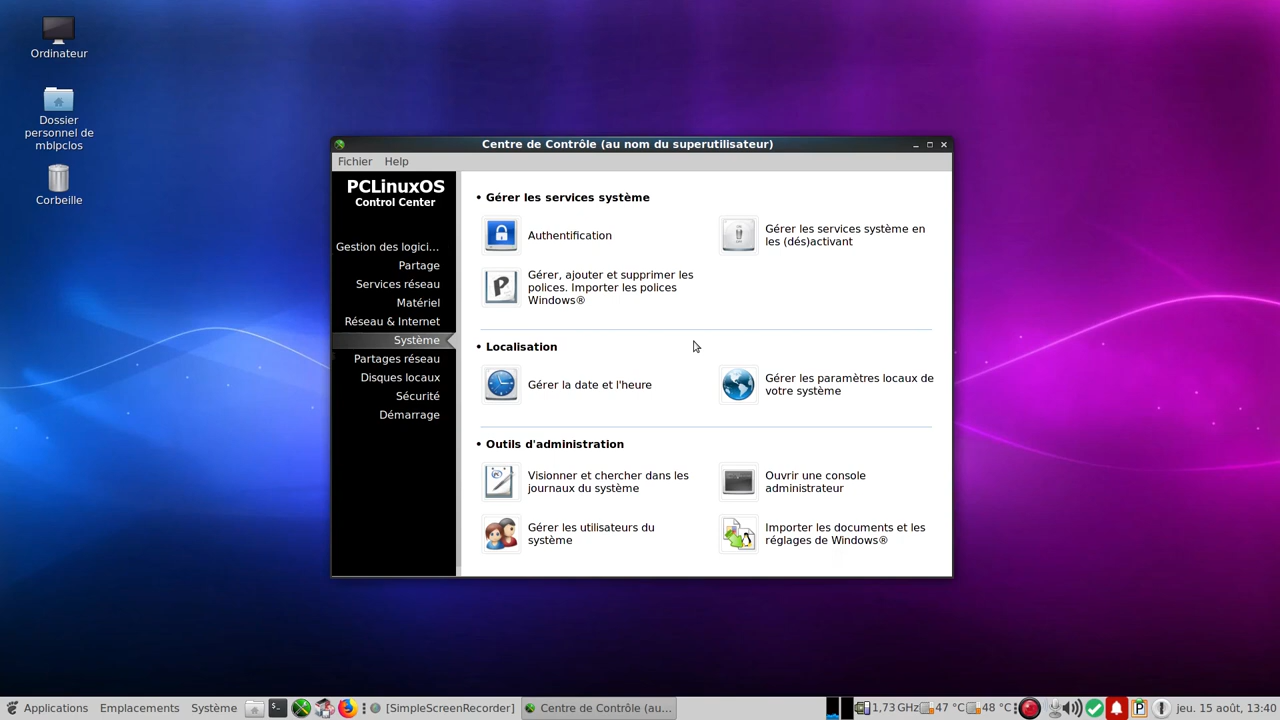 Ordinateur
Dossier
personnel de
mblpclos
Corbeille
Centre de Contrôle (au nom du superutilisateur)
Fichier Help
PCLinuxOS
Control Center
Gestion des logici...
Partage
Services réseau
Matériel
Réseau & Internet
Système
Partages réseau
Disques locaux
Sécurité
Démarrage
• Gérer les services système
Authentification
Gérer les services système en
les (dés)activant
Gérer, ajouter et supprimer les
polices. Importer les polices
Windows®
• Localisation
Gérer la date et l'heure
Gérer les paramètres locaux de
votre système
• Outils d'administration
Visionner et chercher dans les
journaux du système
Ouvrir une console
administrateur
Gérer les utilisateurs du
système
Importer les documents et les
réglages de Windows®
Applications Emplacements Système [SimpleScreenRecorder] Centre de Contrôle (au... 1,73 GHz 47 °C 48 °C jeu. 15 août, 13:40